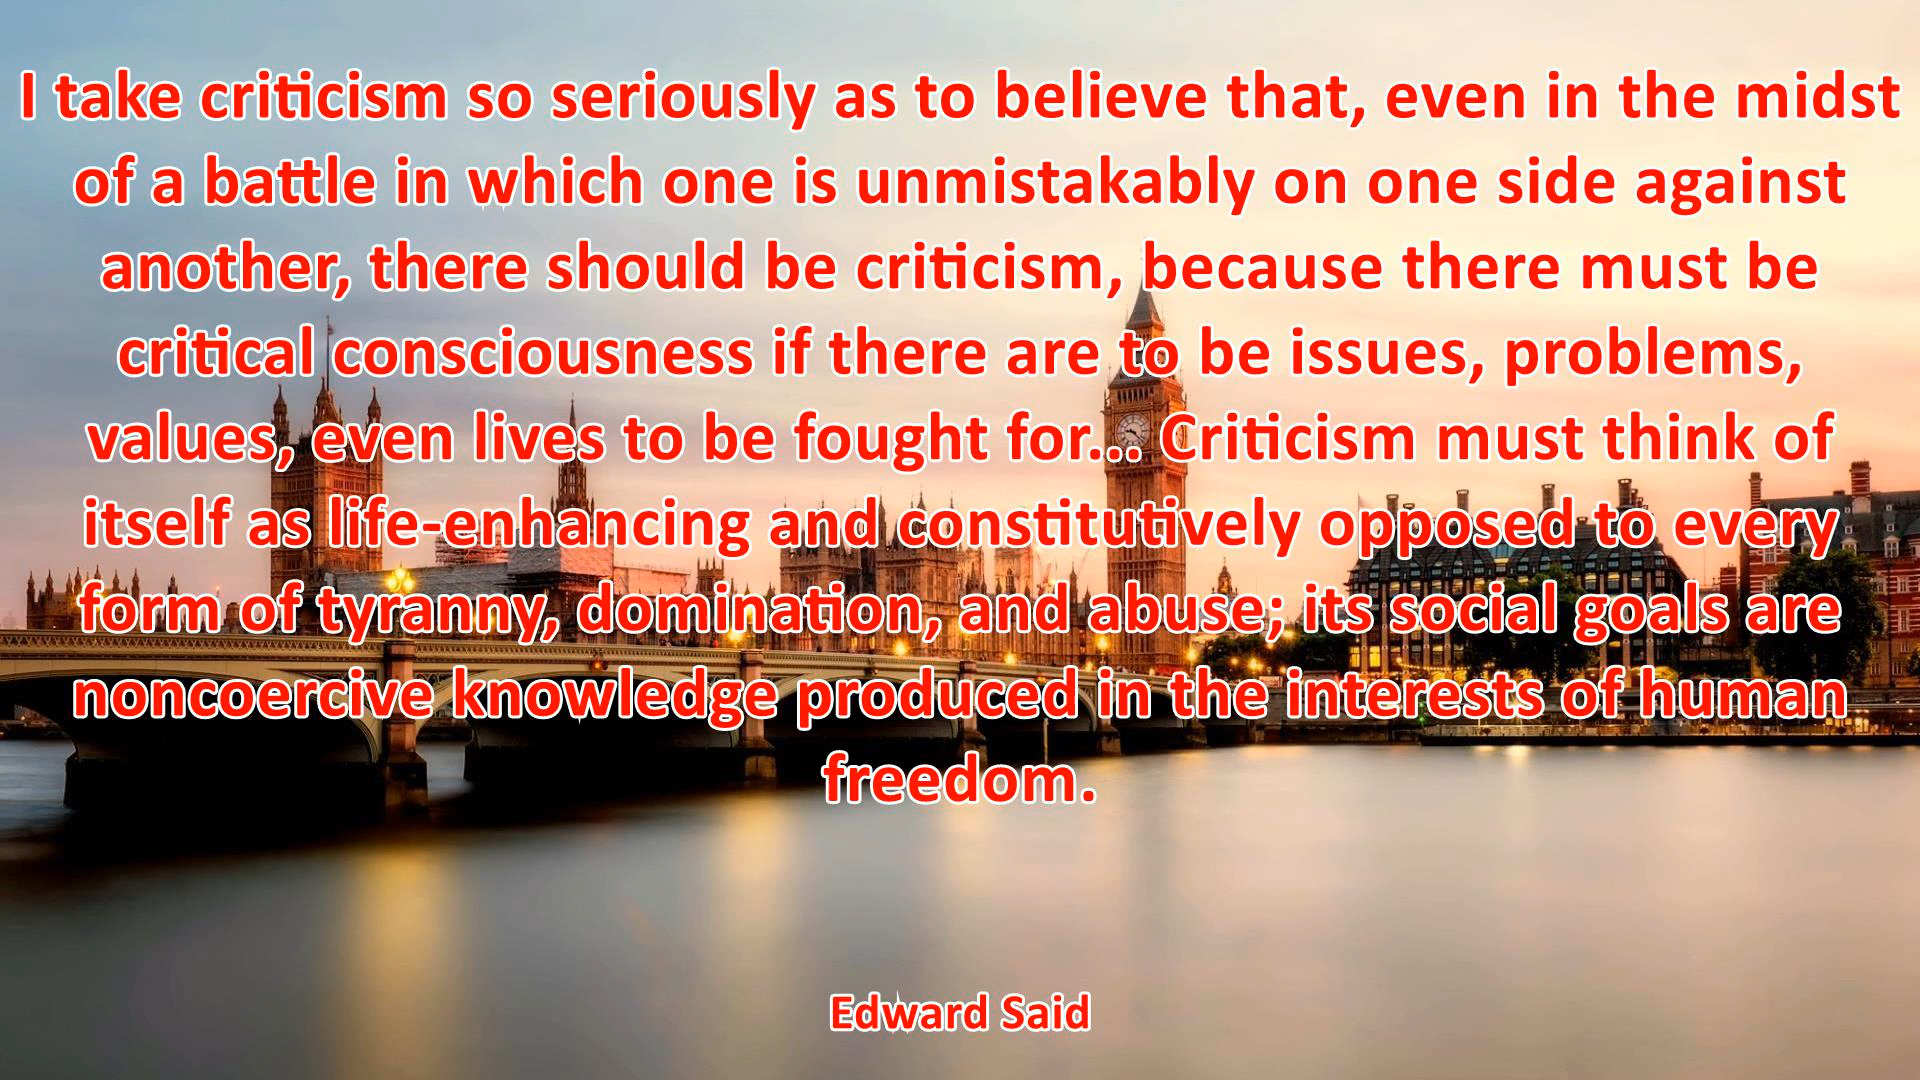 I take criticism so seriously as to believe that, even in the midst
of a battle in which one is unmistakably on one side against
another, there should be criticism, because there must be
critical consciousness if there are to be issues, problems,
values, even lives to be fought for... Criticism must think of
itself as life-enhancing and constitutively opposed to every
form of tyranny, domination, and abuse; its social goals are
noncoercive knowledge produced in the interests of human
freedom.
Edward Said